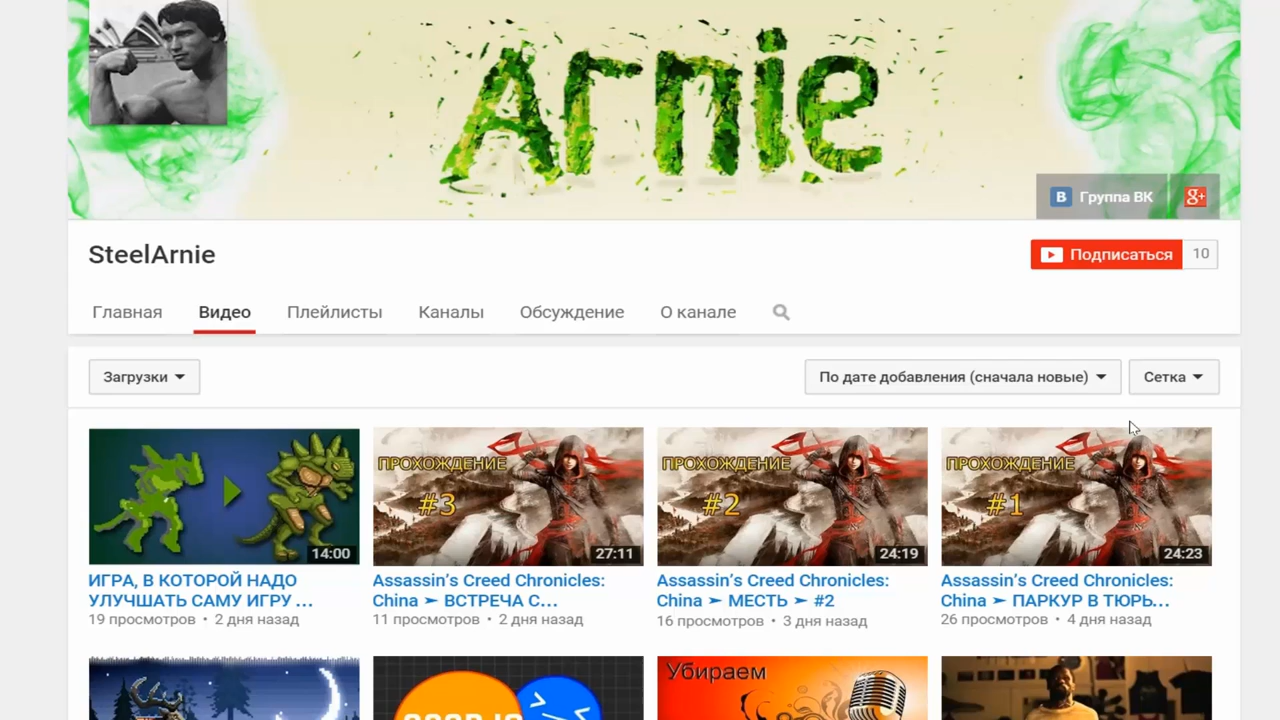 Arnie
В Группа ВК g+
SteelArnie
Подписаться 10
Главная Видео Плейлисты Каналы Обсуждение О канале
Загрузки По дате добавления (сначала новые) Сетка
14:00
ПРОХОЖДЕНИЕ
#3
27:11
ПРОХОЖДЕНИЕ
#2
24:19
ПРОХОЖДЕНИЕ
#1
24:23
ИГРА, В КОТОРОЙ НАДО
УЛУЧШАТЬ САМУ ИГРУ ...
19 просмотров • 2 дня назад
Assassin's Creed Chronicles:
China ➤ ВСТРЕЧА С...
11 просмотров • 2 дня назад
Assassin's Creed Chronicles:
China ➤ МЕСТЬ ➤ #2
16 просмотров • 3 дня назад
Assassin's Creed Chronicles:
China ➤ ПАРКУР В ТЮРЬ...
26 просмотров • 4 дня назад
Убираем